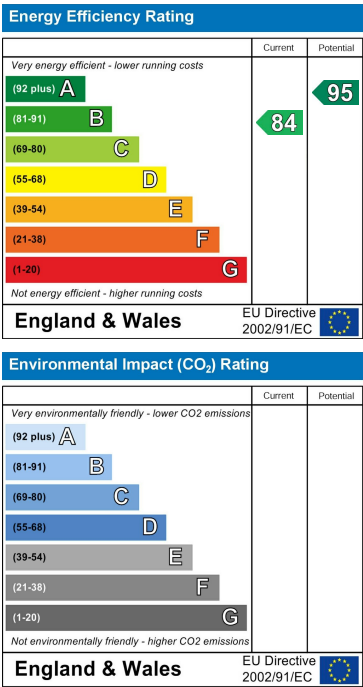 Energy Efficiency Rating
Current Potential
Very energy efficient - lower running costs
(92 plus) A
(81-91) B
(69-80) C
(55-68) D
(39-54) E
(21-38) F
(1-20) G
84
95
Not energy efficient - higher running costs
England & Wales
EU Directive
2002/91/EC
Environmental Impact (CO₂) Rating
Current Potential
Very environmentally friendly - lower CO2 emissions
(92 plus) A
(81-91) B
(69-80) C
(55-68) D
(39-54) E
(21-38) F
(1-20) G
Not environmentally friendly - higher CO2 emissions
England & Wales
EU Directive
2002/91/EC